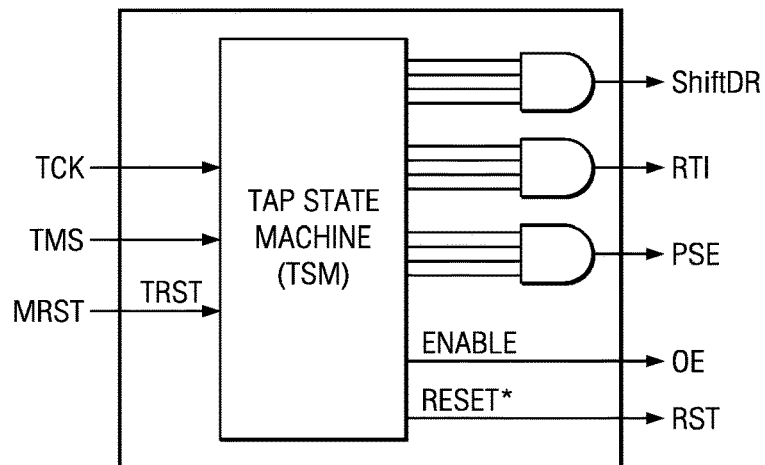 ShiftDR
TCK
RTI
TAP STATE
MACHINE
(TSM)
TMS
PSE
TRST
MRST
ENABLE
OE
RESET*
RST